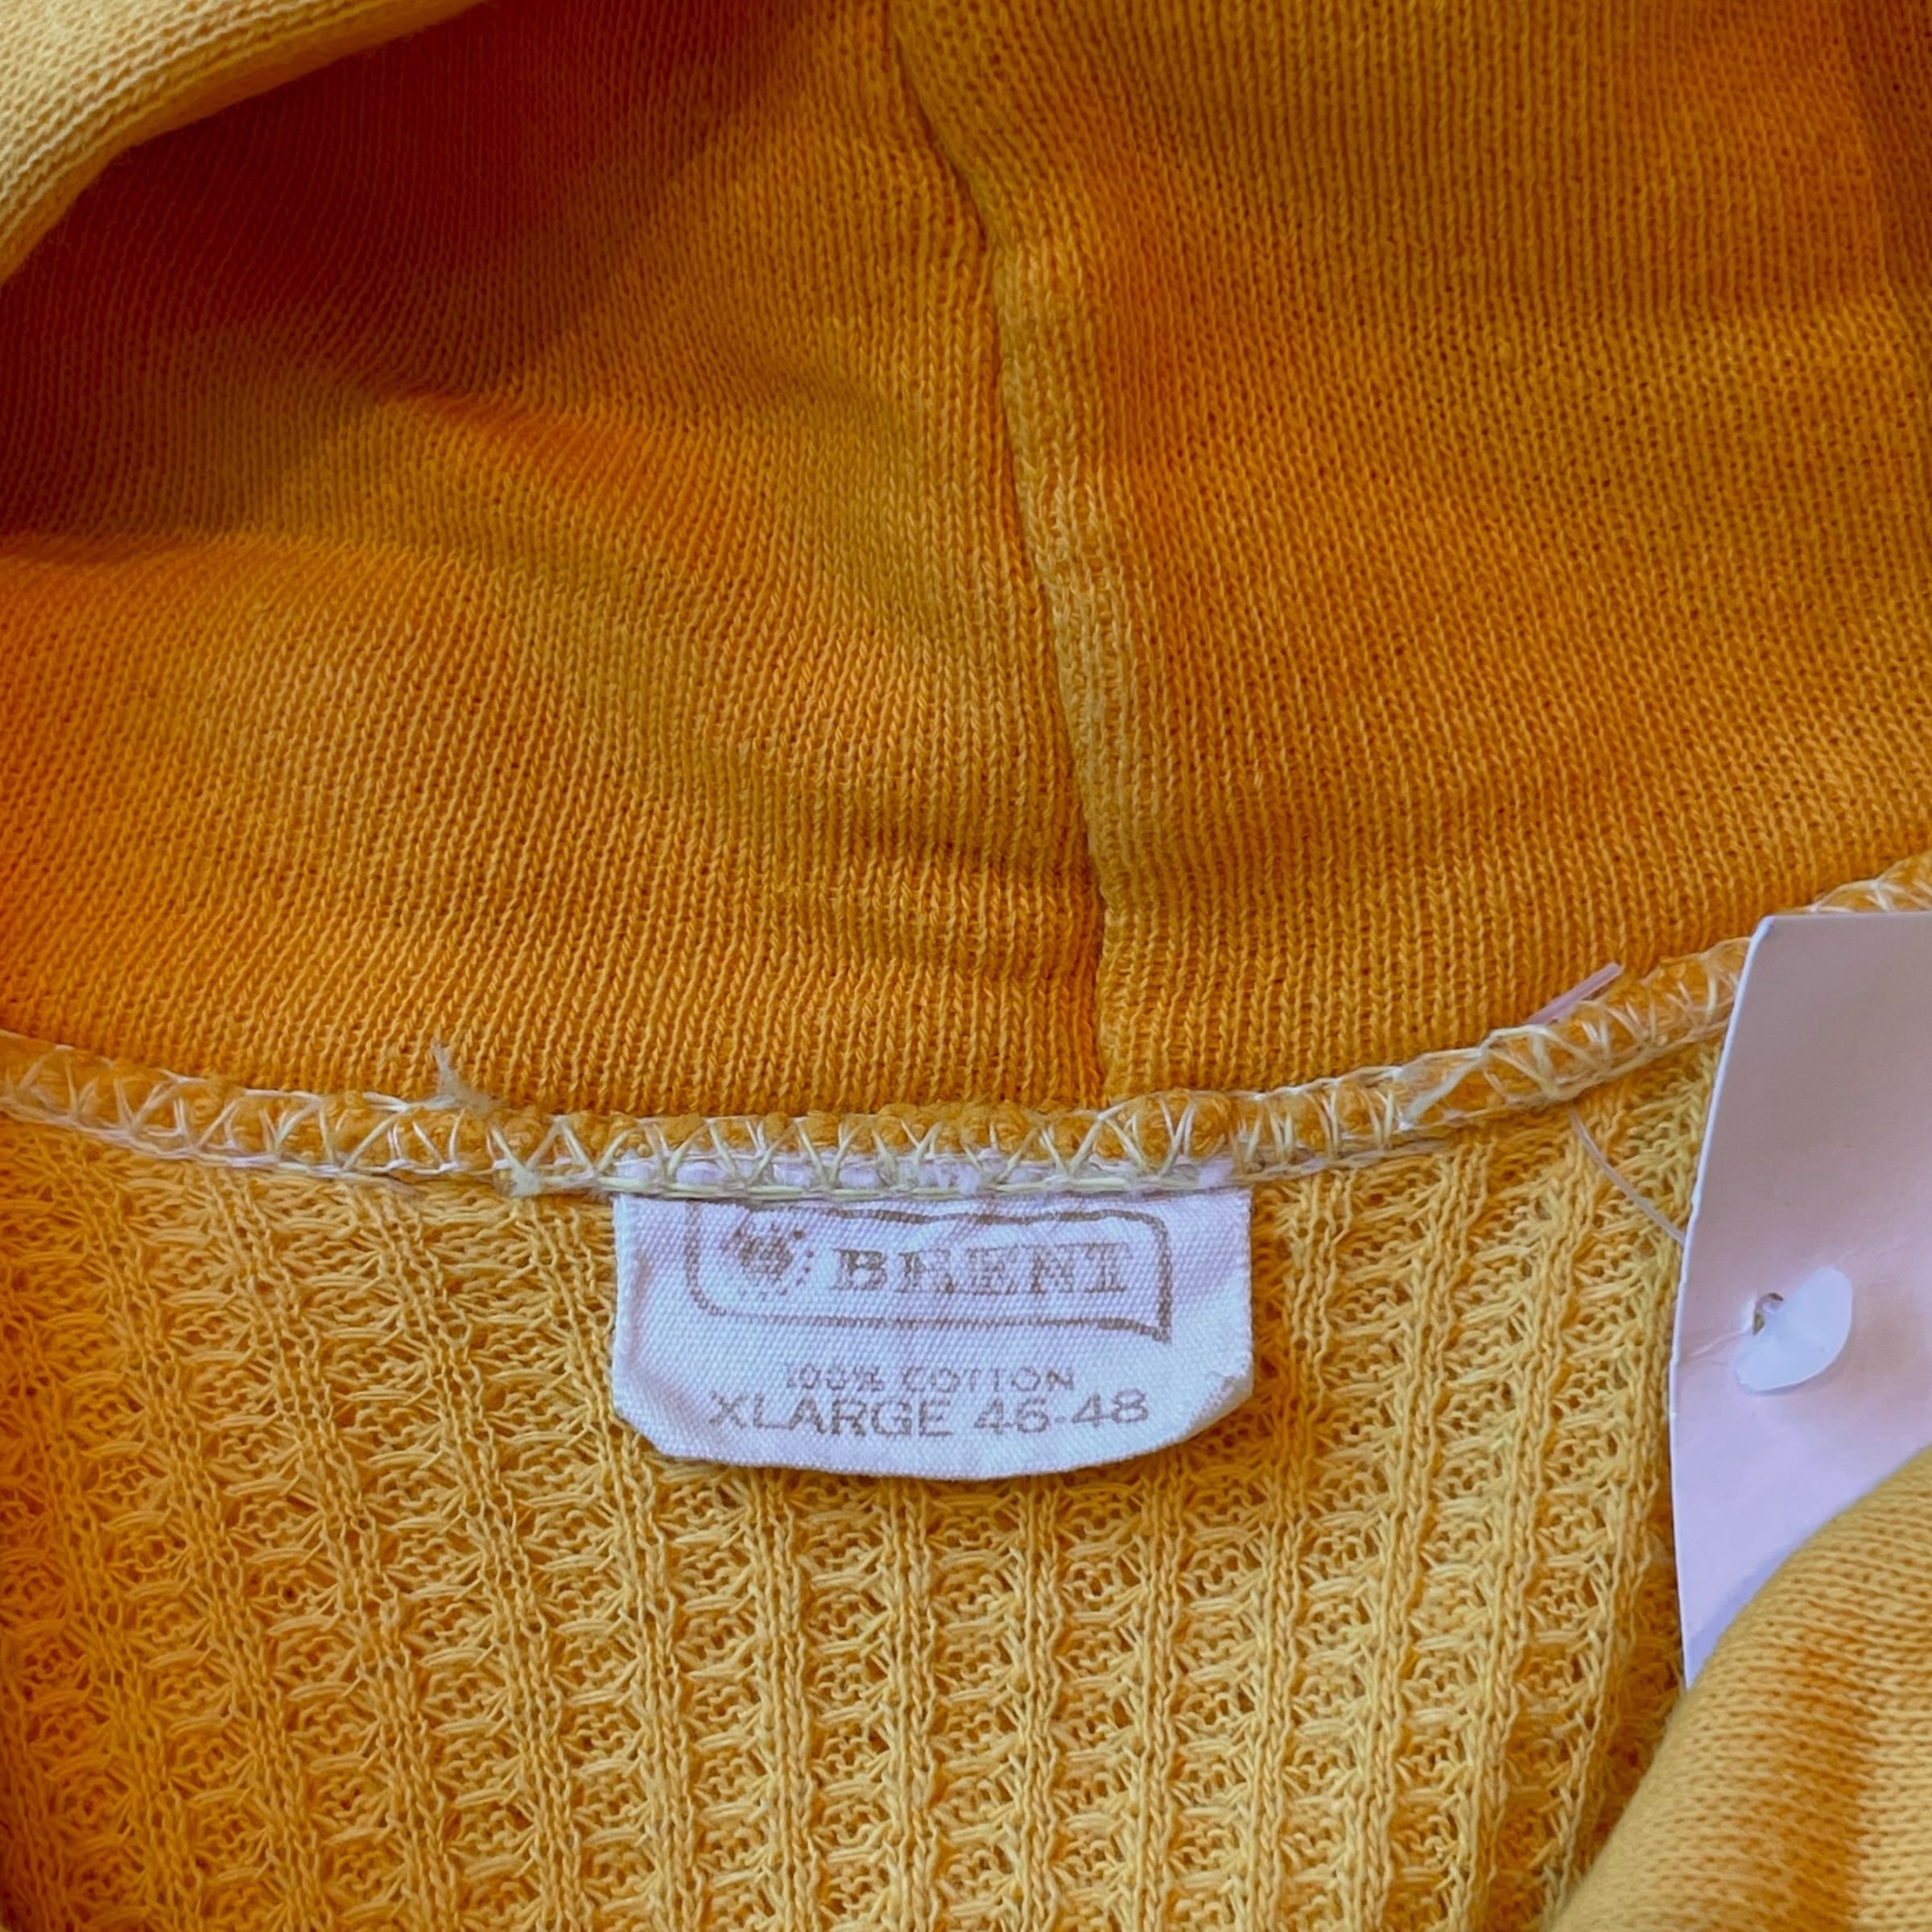 BRENT
100% COTTON
XLARGE 46-48